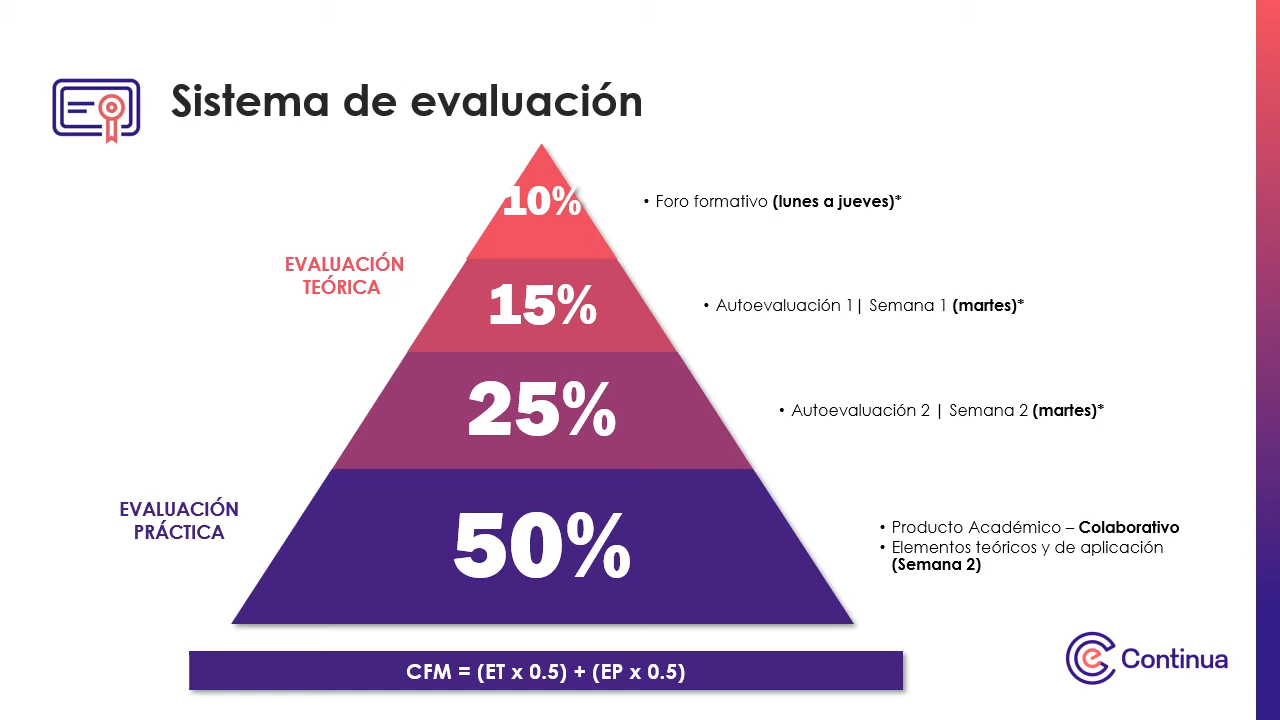 Sistema de evaluación
10%
• Foro formativo (lunes a jueves)*
EVALUACIÓN
TEÓRICA
15%
• Autoevaluación 1| Semana 1 (martes)*
25%
• Autoevaluación 2 | Semana 2 (martes)*
EVALUACIÓN
PRÁCTICA
50%
• Producto Académico – Colaborativo
• Elementos teóricos y de aplicación
(Semana 2)
CFM = (ET x 0.5) + (EP x 0.5)
e Continua